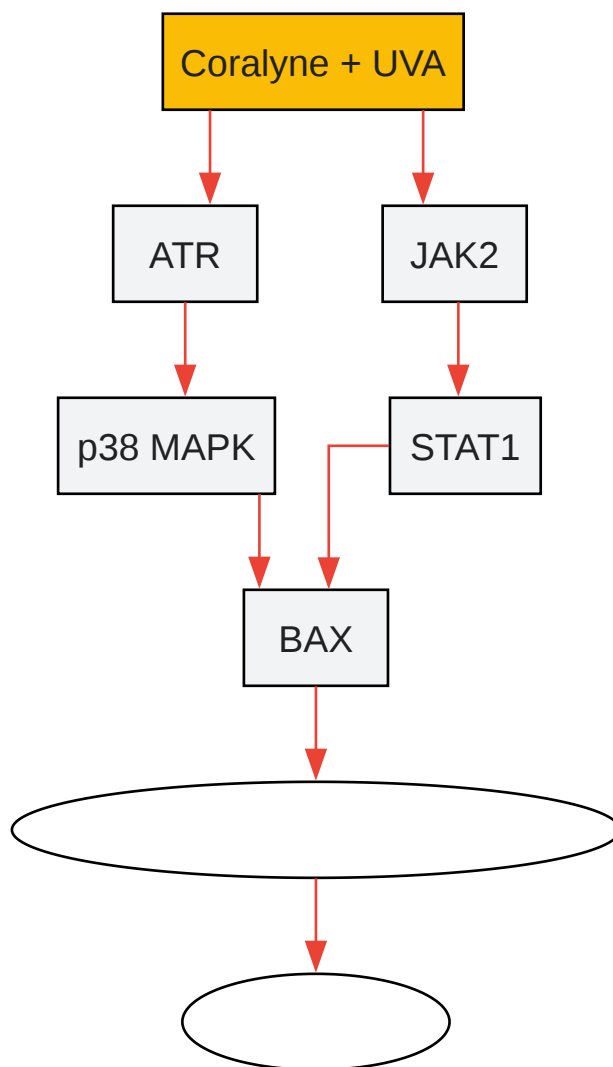 Coralyne + UVA
ATR
JAK2
p38 MAPK
STAT1
BAX